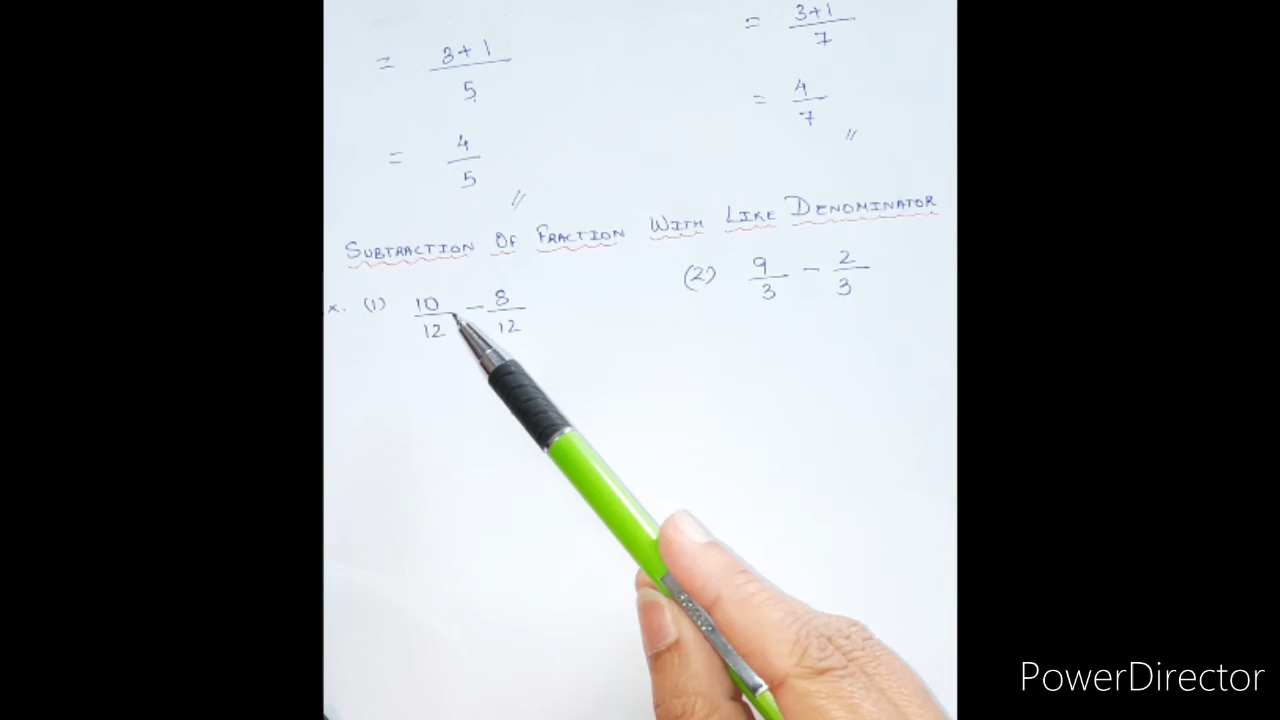 = 3+1/5
= 3+1/7
= 4/5 //
= 4/7 //
SUBTRACTION OF FRACTION WITH LIKE DENOMINATOR
x. (1) 10/12 - 8/12
(2) 9/3 - 2/3
PowerDirector